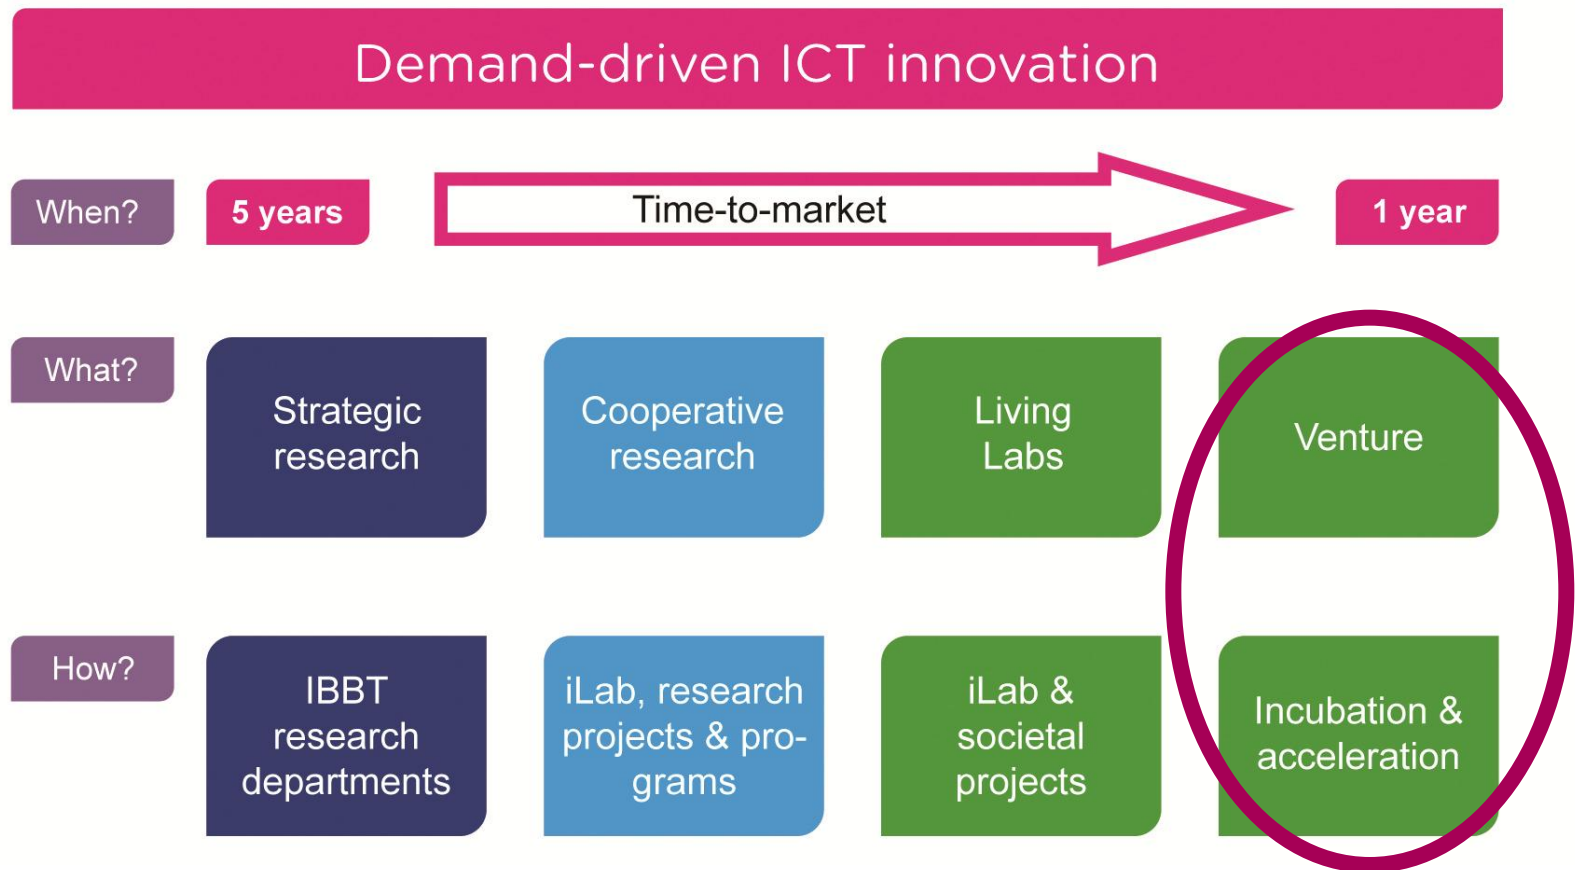 Demand-driven ICT innovation
When?
5 years
Time-to-market
1 year
What?
Strategic
research
Cooperative
research
Living
Labs
Venture
How?
IBBT
research
departments
iLab, research
projects & pro-
grams
iLab &
societal
projects
Incubation &
acceleration